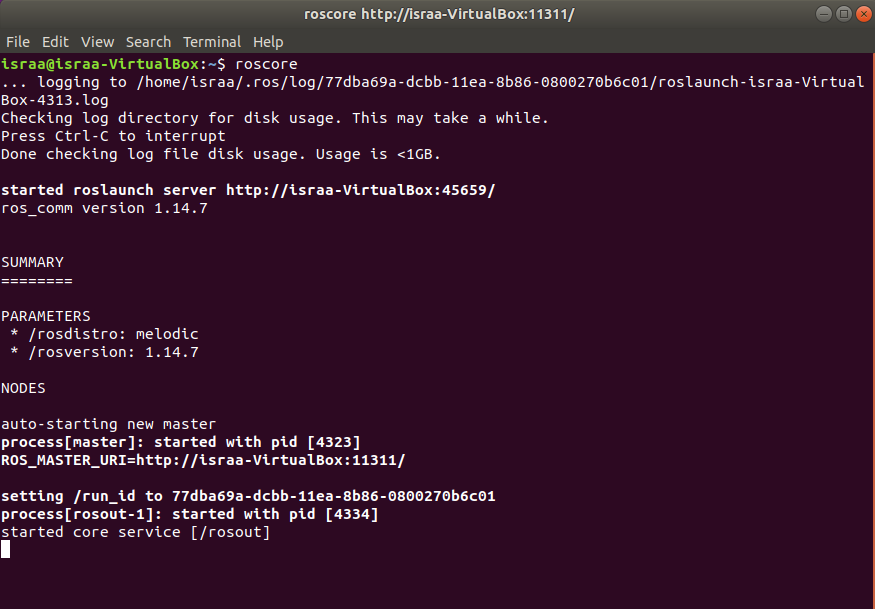 roscore http://israa-VirtualBox:11311/
File Edit View Search Terminal Help
israa@israa-VirtualBox:~$ roscore
... logging to /home/israa/.ros/log/77dba69a-dcbb-11ea-8b86-0800270b6c01/roslaunch-israa-Virtual
Box-4313.log
Checking log directory for disk usage. This may take a while.
Press Ctrl-C to interrupt
Done checking log file disk usage. Usage is <1GB.
started roslaunch server http://israa-VirtualBox:45659/
ros_comm version 1.14.7
SUMMARY
========
PARAMETERS
 * /rosdistro: melodic
 * /rosversion: 1.14.7
NODES
auto-starting new master
process[master]: started with pid [4323]
ROS_MASTER_URI=http://israa-VirtualBox:11311/
setting /run_id to 77dba69a-dcbb-11ea-8b86-0800270b6c01
process[rosout-1]: started with pid [4334]
started core service [/rosout]